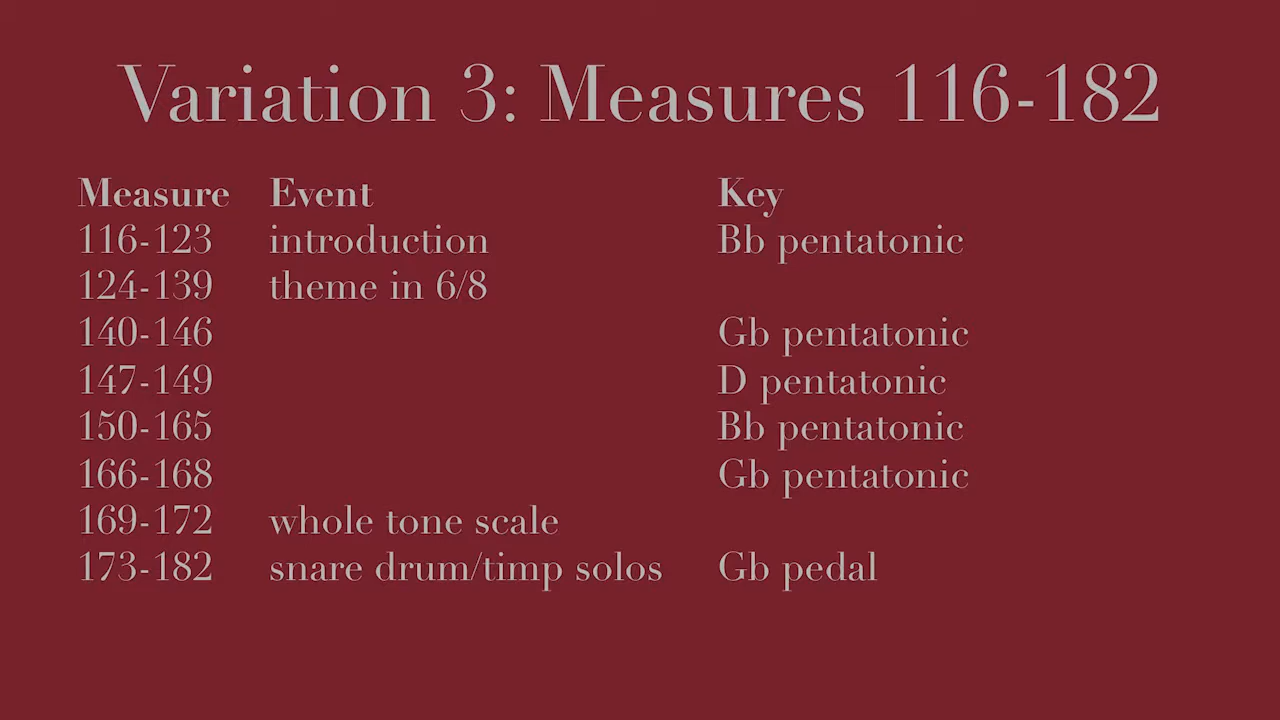 Variation 3: Measures 116-182
Measure Event Key
116-123 introduction Bb pentatonic
124-139 theme in 6/8
140-146 Gb pentatonic
147-149 D pentatonic
150-165 Bb pentatonic
166-168 Gb pentatonic
169-172 whole tone scale
173-182 snare drum/timp solos Gb pedal